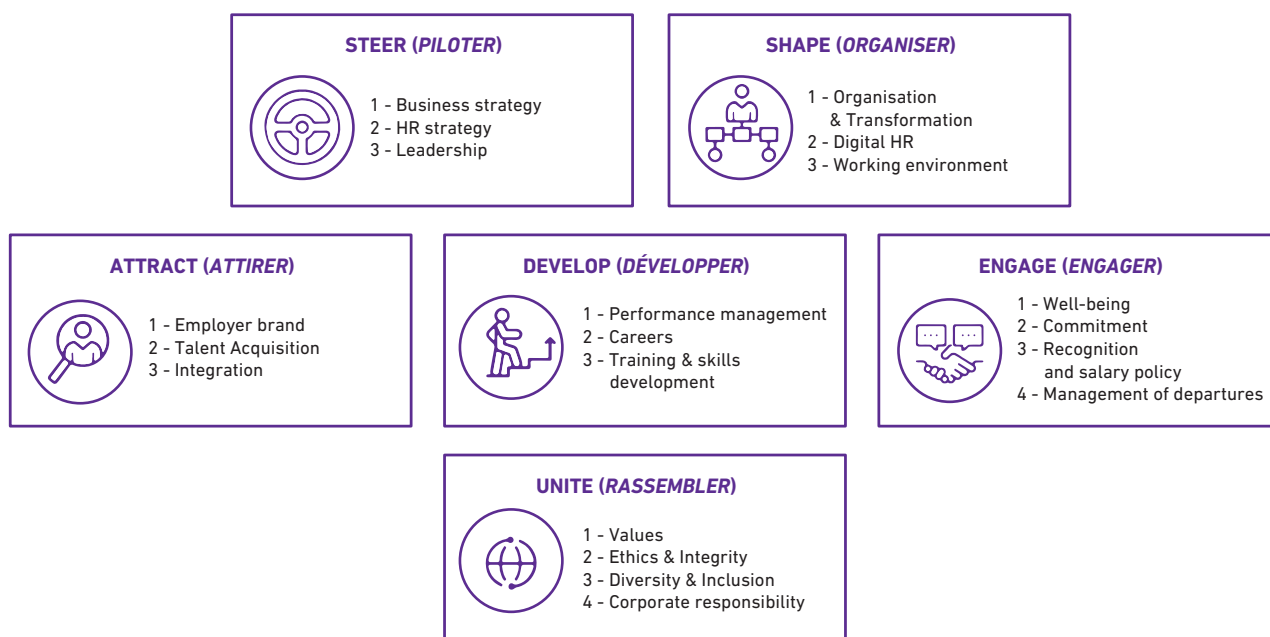 STEER (PILOTER)
1 - Business strategy
2 - HR strategy
3 - Leadership
SHAPE (ORGANISER)
1 - Organisation
& Transformation
2 - Digital HR
3 - Working environment
ATTRACT (ATTIRER)
1 - Employer brand
2 - Talent Acquisition
3 - Integration
DEVELOP (DÉVELOPPER)
1 - Performance management
2 - Careers
3 - Training & skills
development
ENGAGE (ENGAGER)
1 - Well-being
2 - Commitment
3 - Recognition
and salary policy
4 - Management of departures
UNITE (RASSEMBLER)
1 - Values
2 - Ethics & Integrity
3 - Diversity & Inclusion
4 - Corporate responsibility